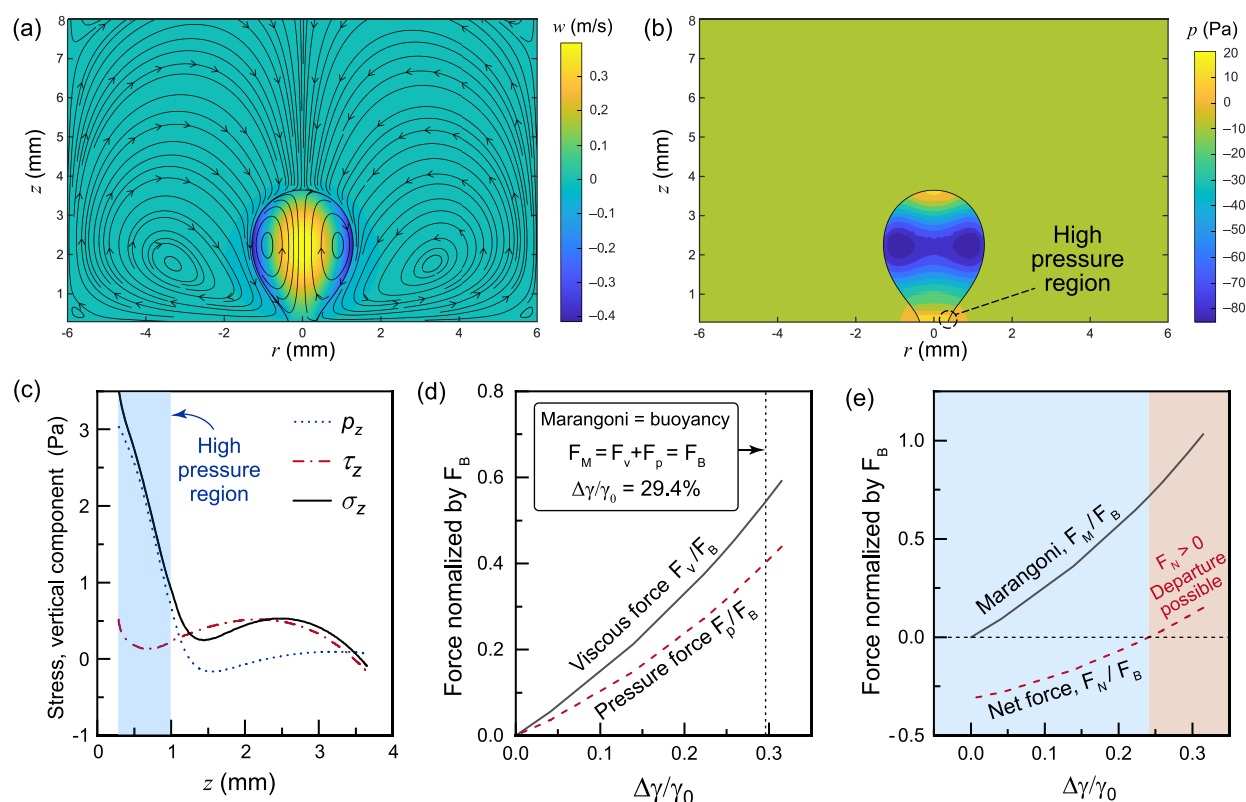 (a)
w (m/s)
z (mm)
8
7
6
5
4
3
2
1
-6
-4
-2
0
2
4
6
r (mm)
0.3
0.2
0.1
0
−0.1
−0.2
−0.3
−0.4
(b)
p (Pa)
z (mm)
8
7
6
5
4
3
2
1
High
pressure
region
-6
-4
-2
0
2
4
6
r (mm)
20
10
0
−10
−20
−30
−40
−50
−60
−70
−80
(c)
Stress, vertical component (Pa)
3
2
1
0
-1
High
pressure
region
p_z
τ_z
σ_z
0
1
2
3
4
z (mm)
(d)
Force normalized by F_B
0.8
0.6
0.4
0.2
0.0
Marangoni = buoyancy
F_M = F_v+F_p = F_B
Δγ/γ_0 = 29.4%
Viscous force F_v/F_B
Pressure force F_p/F_B
0.0
0.1
0.2
0.3
Δγ/γ_0
(e)
Force normalized by F_B
1.0
0.5
0.0
-0.5
Marangoni, F_M/F_B
F_N > 0
Departure
possible
Net force, F_N/F_B
0.0
0.1
0.2
0.3
Δγ/γ_0